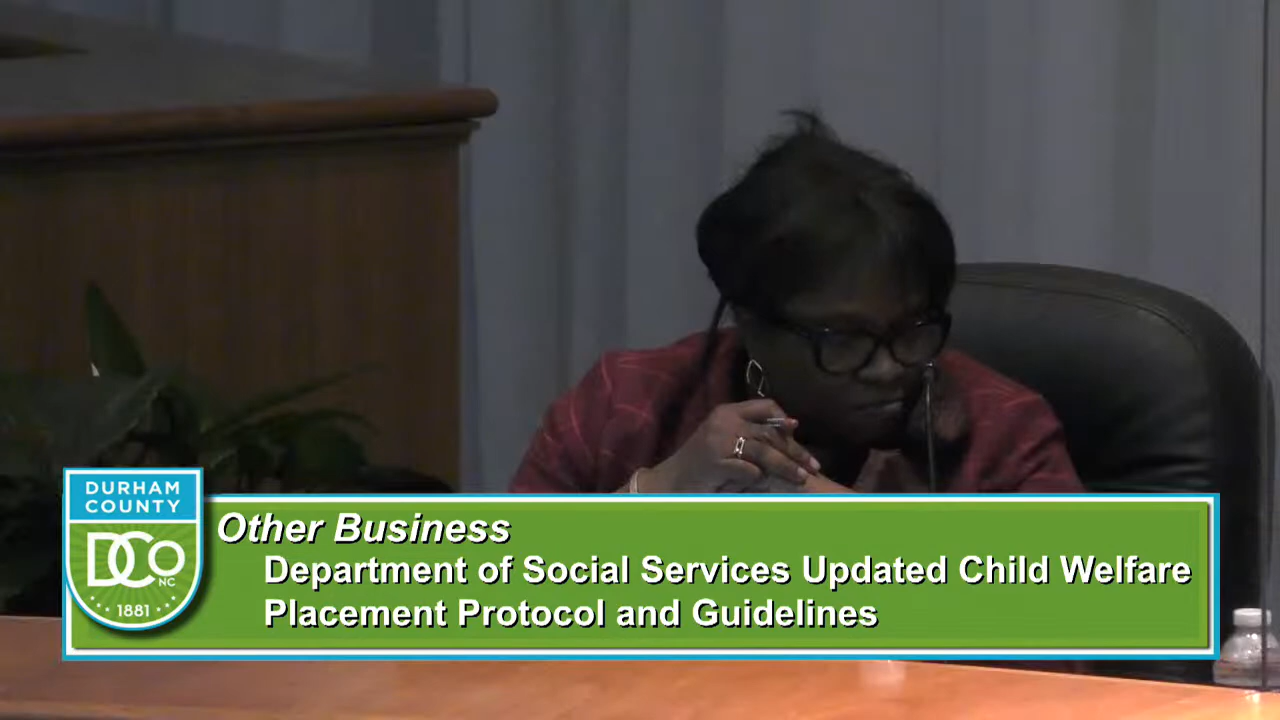 DURHAM
COUNTY
DCo
NC
1881
Other Business
Department of Social Services Updated Child Welfare
Placement Protocol and Guidelines